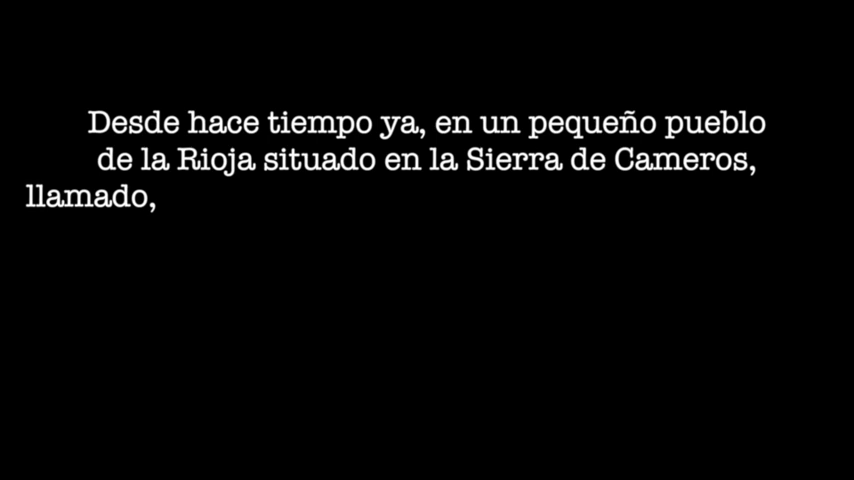 Desde hace tiempo ya, en un pequeño pueblo
de la Rioja situado en la Sierra de Cameros,
llamado,